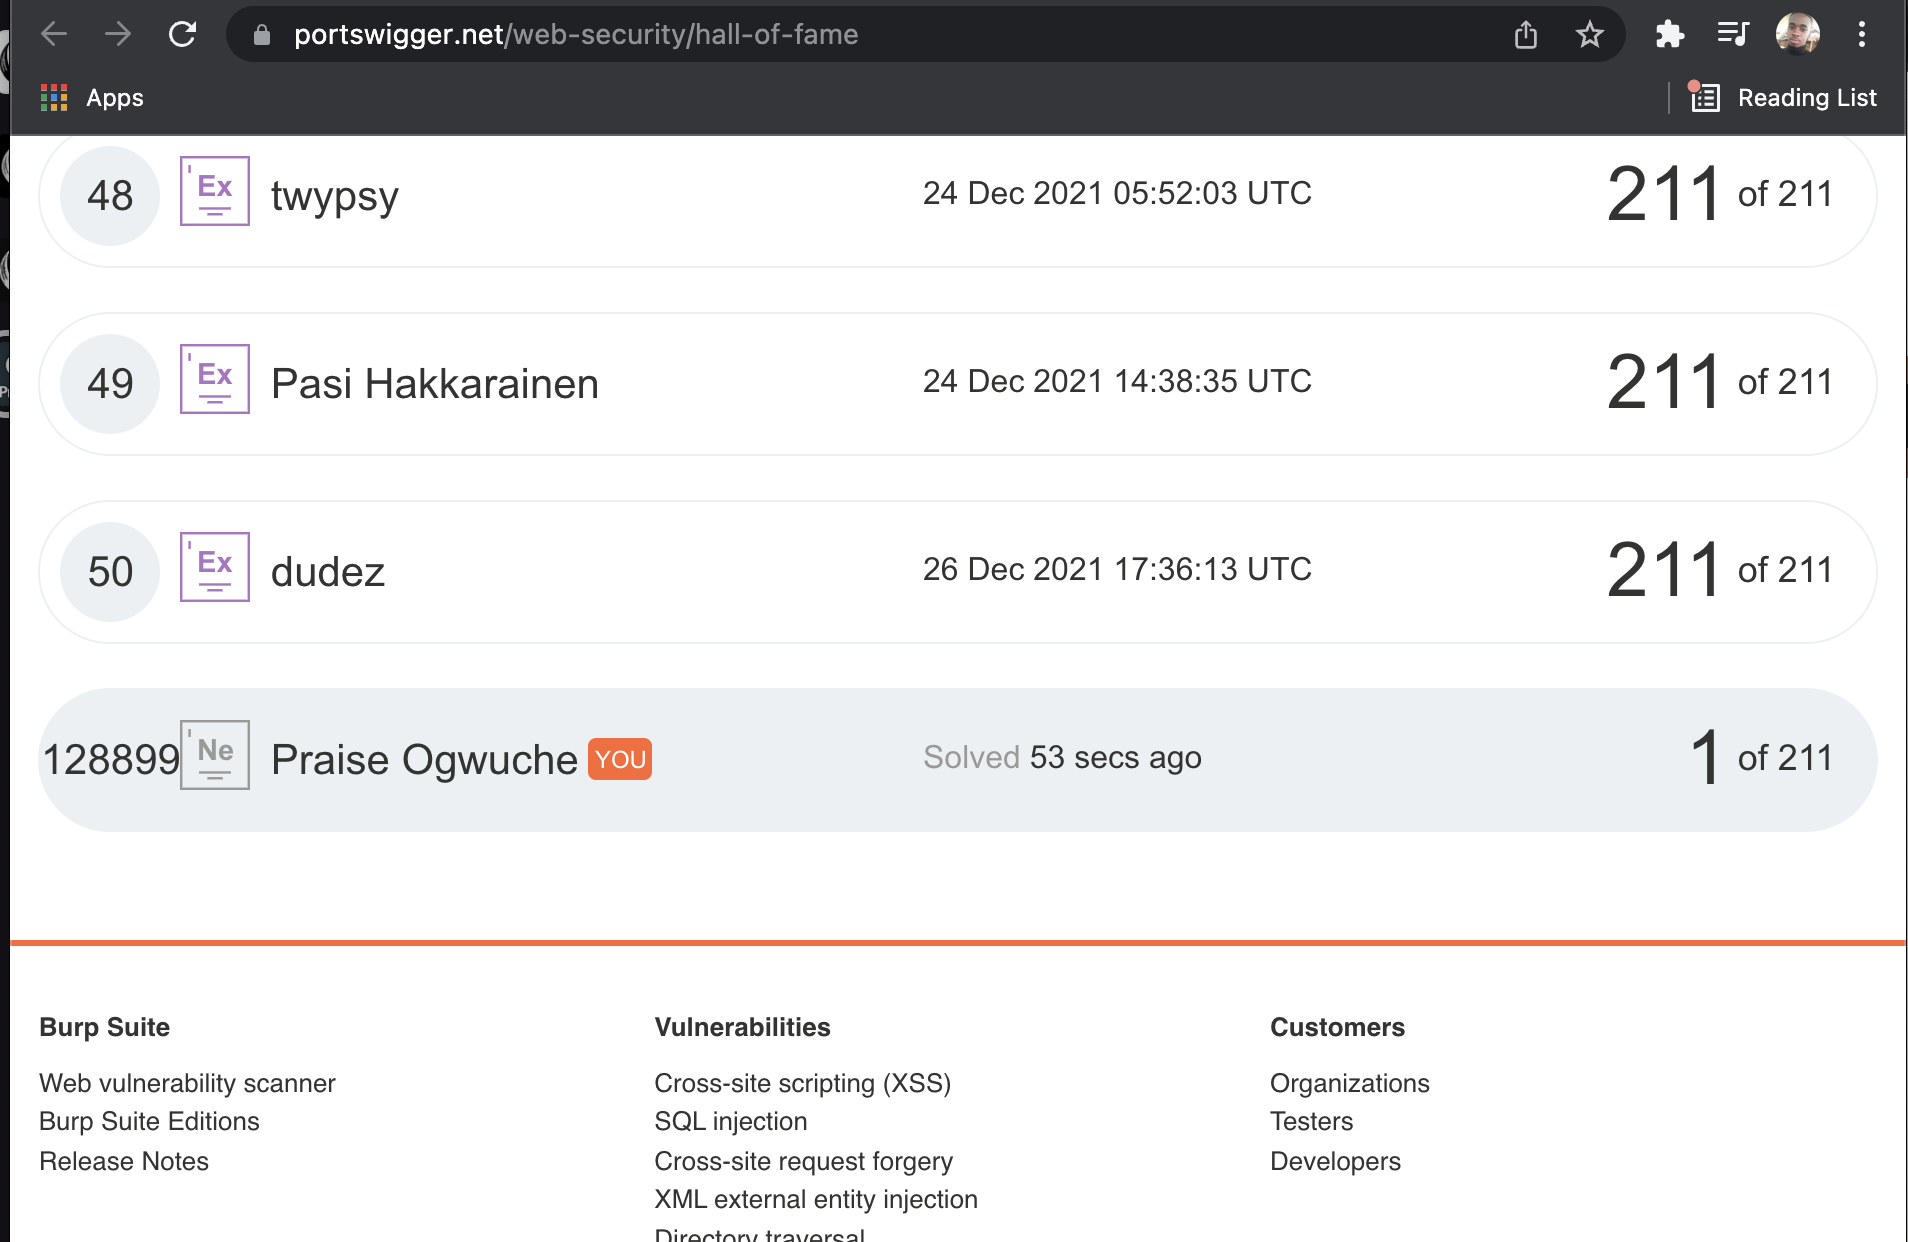 portswigger.net/web-security/hall-of-fame
Apps
Reading List
48 Ex twypsy 24 Dec 2021 05:52:03 UTC 211 of 211
49 Ex Pasi Hakkarainen 24 Dec 2021 14:38:35 UTC 211 of 211
50 Ex dudez 26 Dec 2021 17:36:13 UTC 211 of 211
128899 Ne Praise Ogwuche YOU Solved 53 secs ago 1 of 211
Burp Suite
Web vulnerability scanner
Burp Suite Editions
Release Notes
Vulnerabilities
Cross-site scripting (XSS)
SQL injection
Cross-site request forgery
XML external entity injection
Directory traversal
Customers
Organizations
Testers
Developers